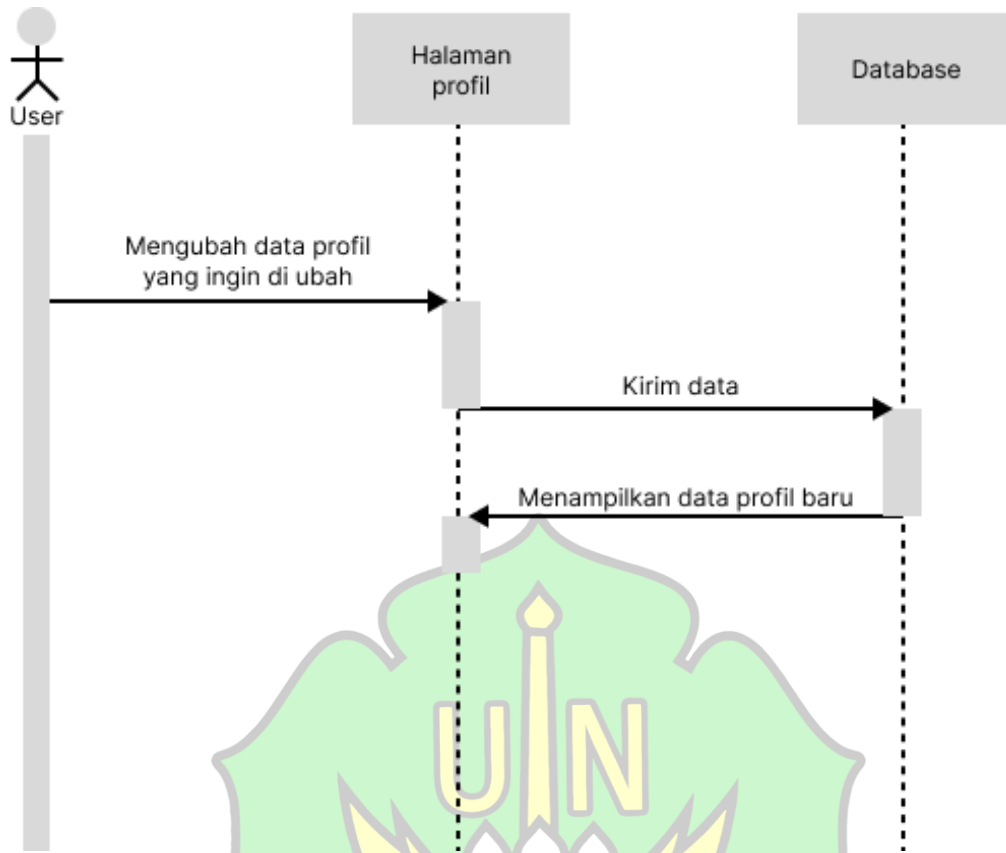 Halaman
profil
Database
User
Mengubah data profil
yang ingin di ubah
Kirim data
Menampilkan data profil baru
UIN